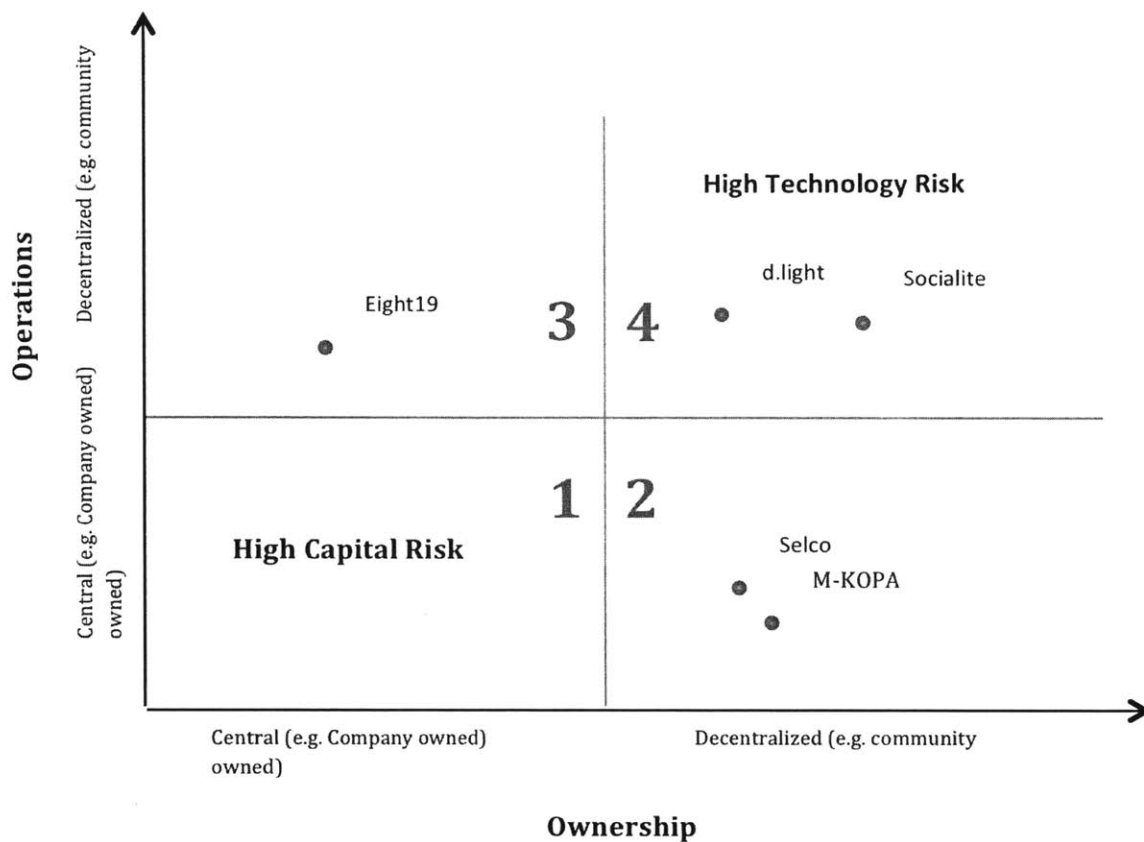 High Technology Risk
d.light
Socialite
Eight19
3
4
Operations
Decentralized (e.g. community
Central (e.g. Company owned)
owned)
1
2
High Capital Risk
Selco
M-KOPA
Central (e.g. Company owned)
owned)
Decentralized (e.g. community
Ownership